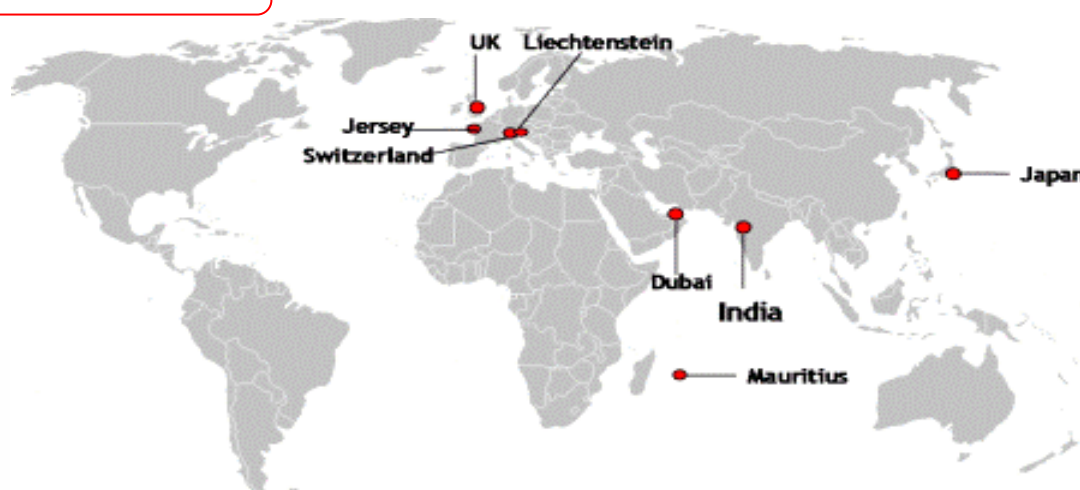 UK Liechtenstein
Jersey
Switzerland
Japan
Dubai
India
Mauritius